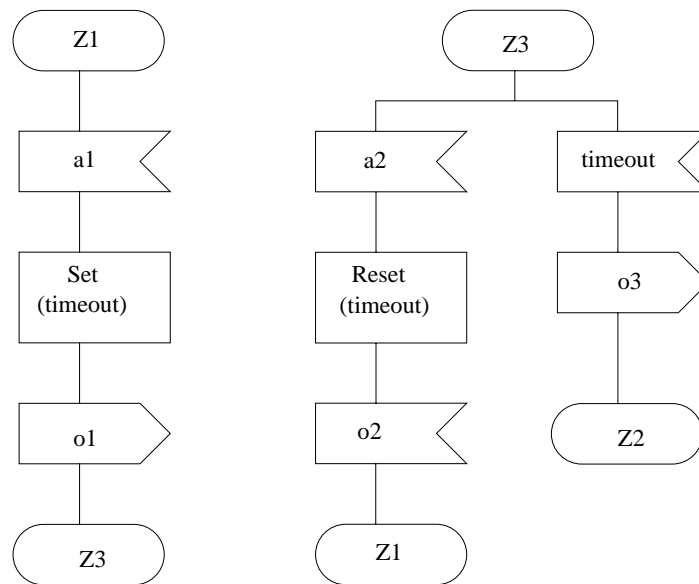 Z1
a1
Set
(timeout)
o1
Z3
Z3
a2
Reset
(timeout)
o2
Z1
timeout
o3
Z2